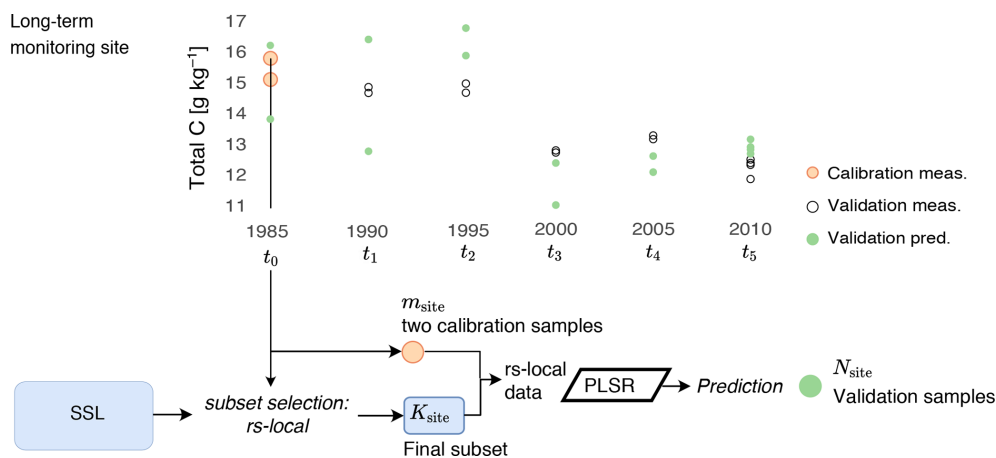 Long-term
monitoring site
Total C [g kg⁻¹]
17
16
15
14
13
12
11
1985 1990 1995 2000 2005 2010
t₀ t₁ t₂ t₃ t₄ t₅
Calibration meas.
Validation meas.
Validation pred.
m_site
two calibration samples
SSL
subset selection:
rs-local
K_site
Final subset
rs-local
data
PLSR
Prediction
N_site
Validation samples